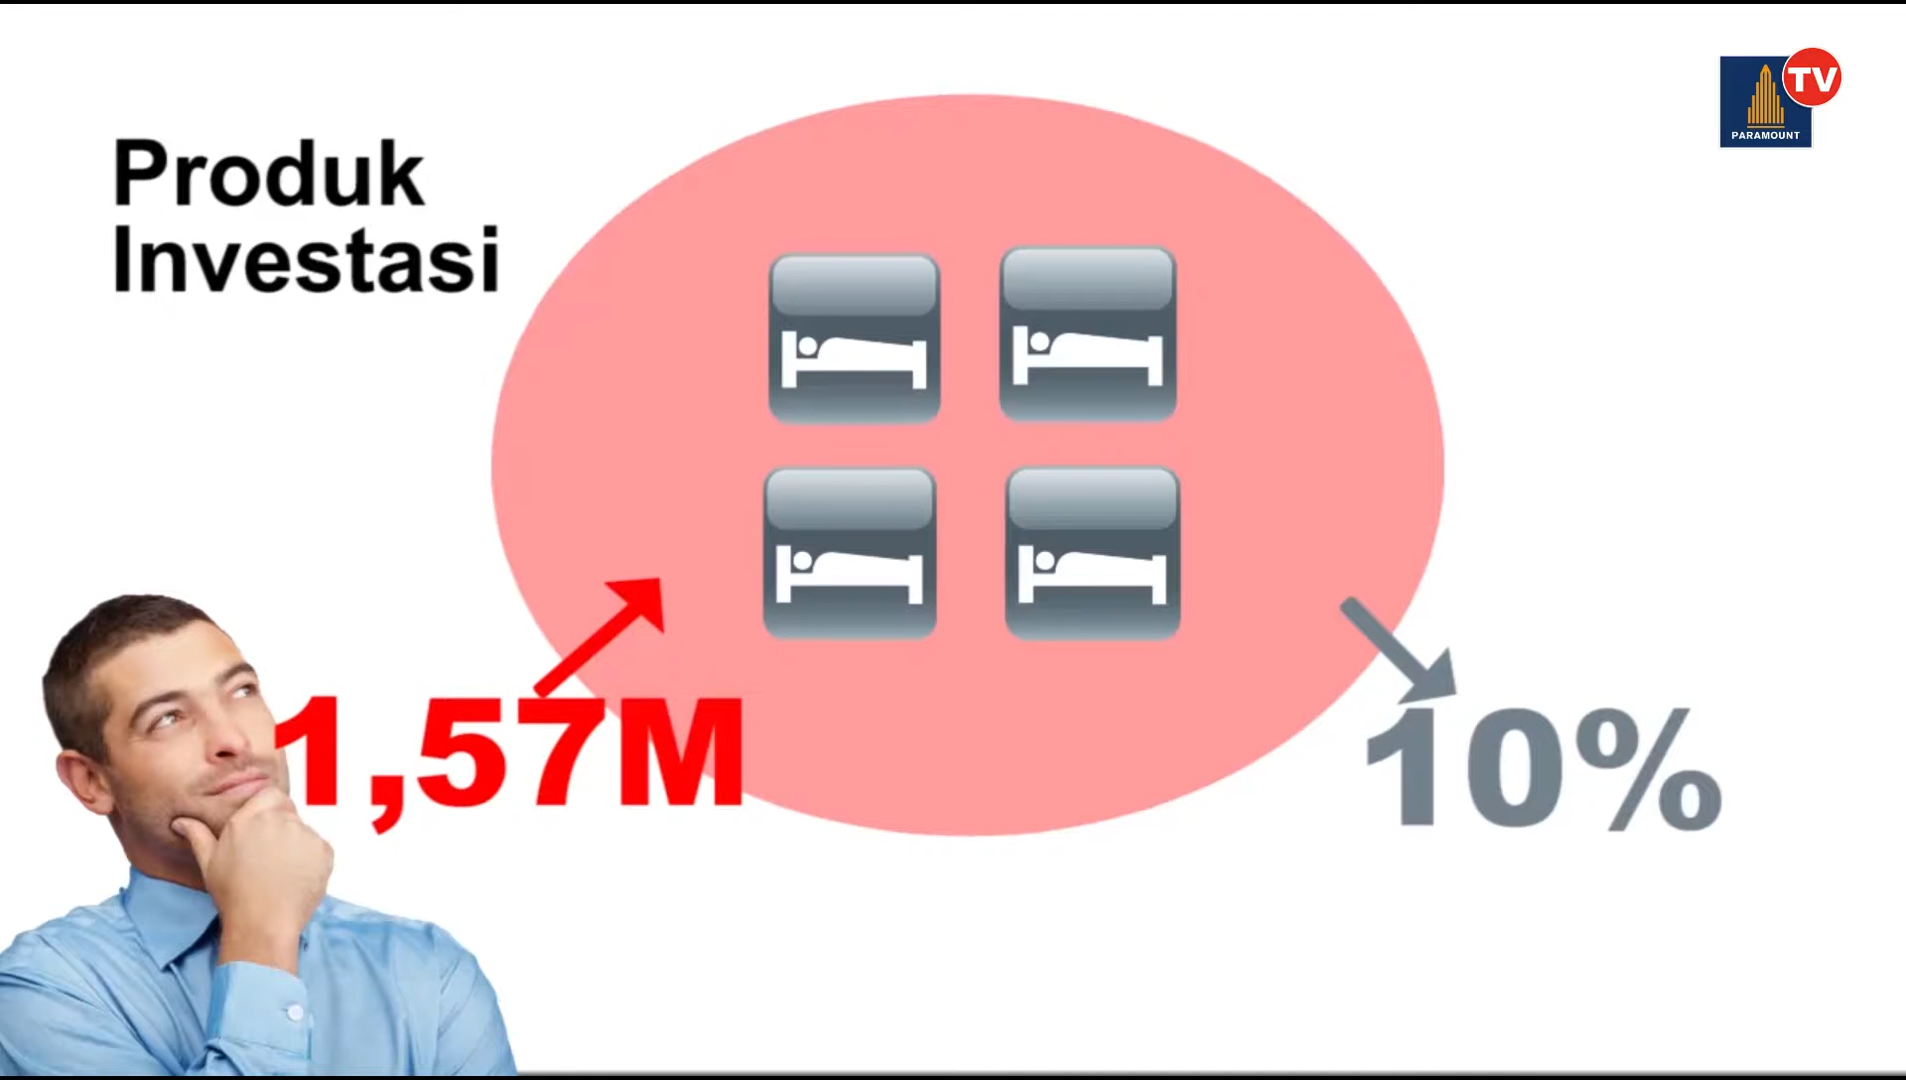 Produk
Investasi
TV
PARAMOUNT
1,57M
10%